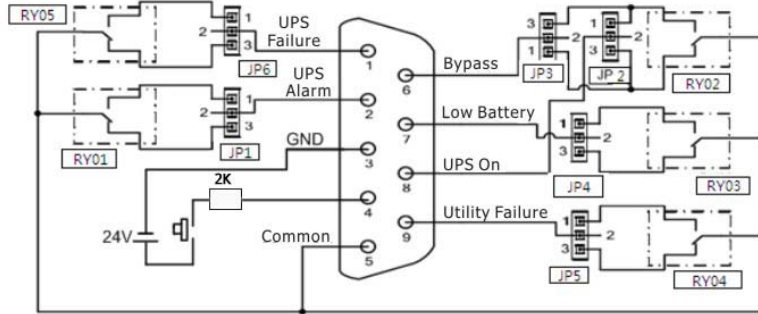 RY05
1
2
3
JP6
UPS
Failure
UPS
Alarm
RY01
1
2
3
JP1
GND
2K
24V
Common
1
2
3
4
5
6
7
8
9
Bypass
Low Battery
UPS On
Utility Failure
3
2
1
JP3
1
2
3
JP 2
RY02
1
2
3
JP4
RY03
1
2
3
JP5
RY04